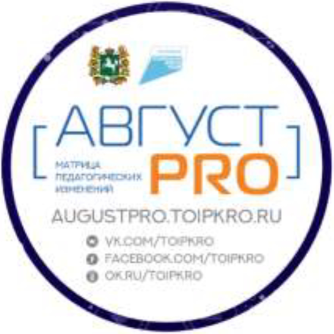 АВГУСТ
МАТРИЦА
ПЕДАГОГИЧЕСКИХ
ИЗМЕНЕНИЙ
PRO
AUGUSTPRO.TOIPKRO.RU
VK.COM/TOIPKRO
FACEBOOK.COM/TOIPKRO
OK.RU/TOIPKRO